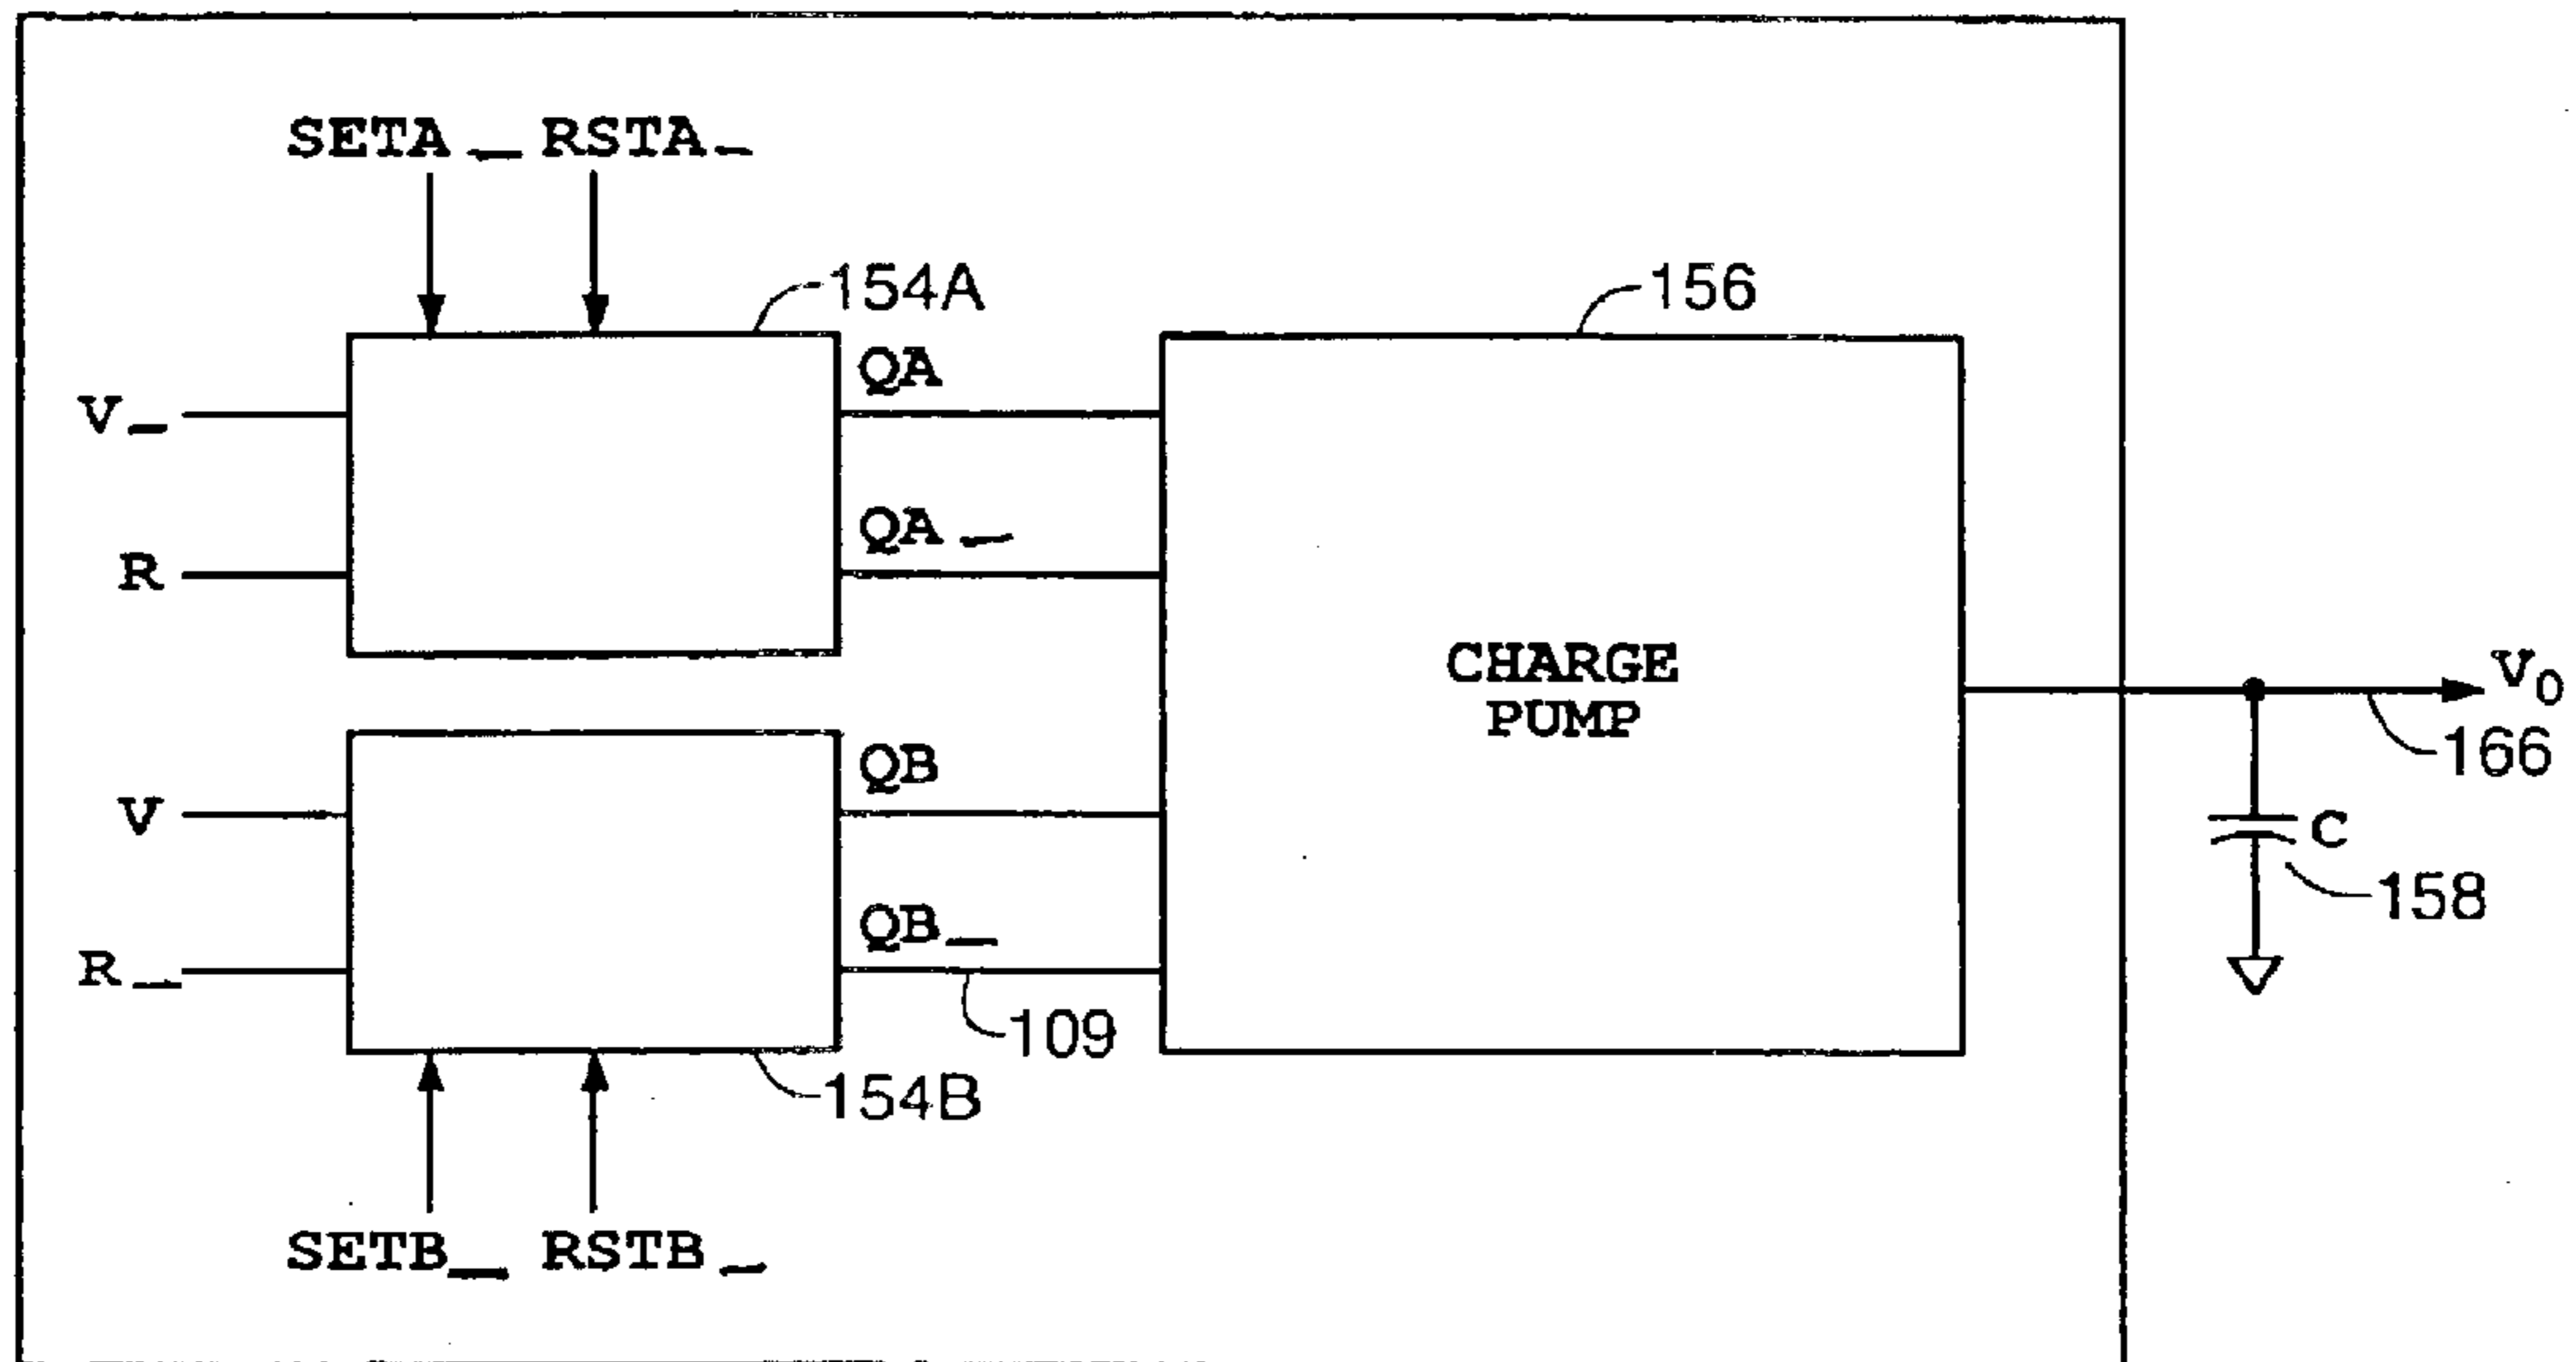 SETA_ RSTA_
154A
156
QA
V_
QA_
R
CHARGE
PUMP
V0
166
QB
V
C
158
QB_
R_
109
154B
SETB_ RSTB_